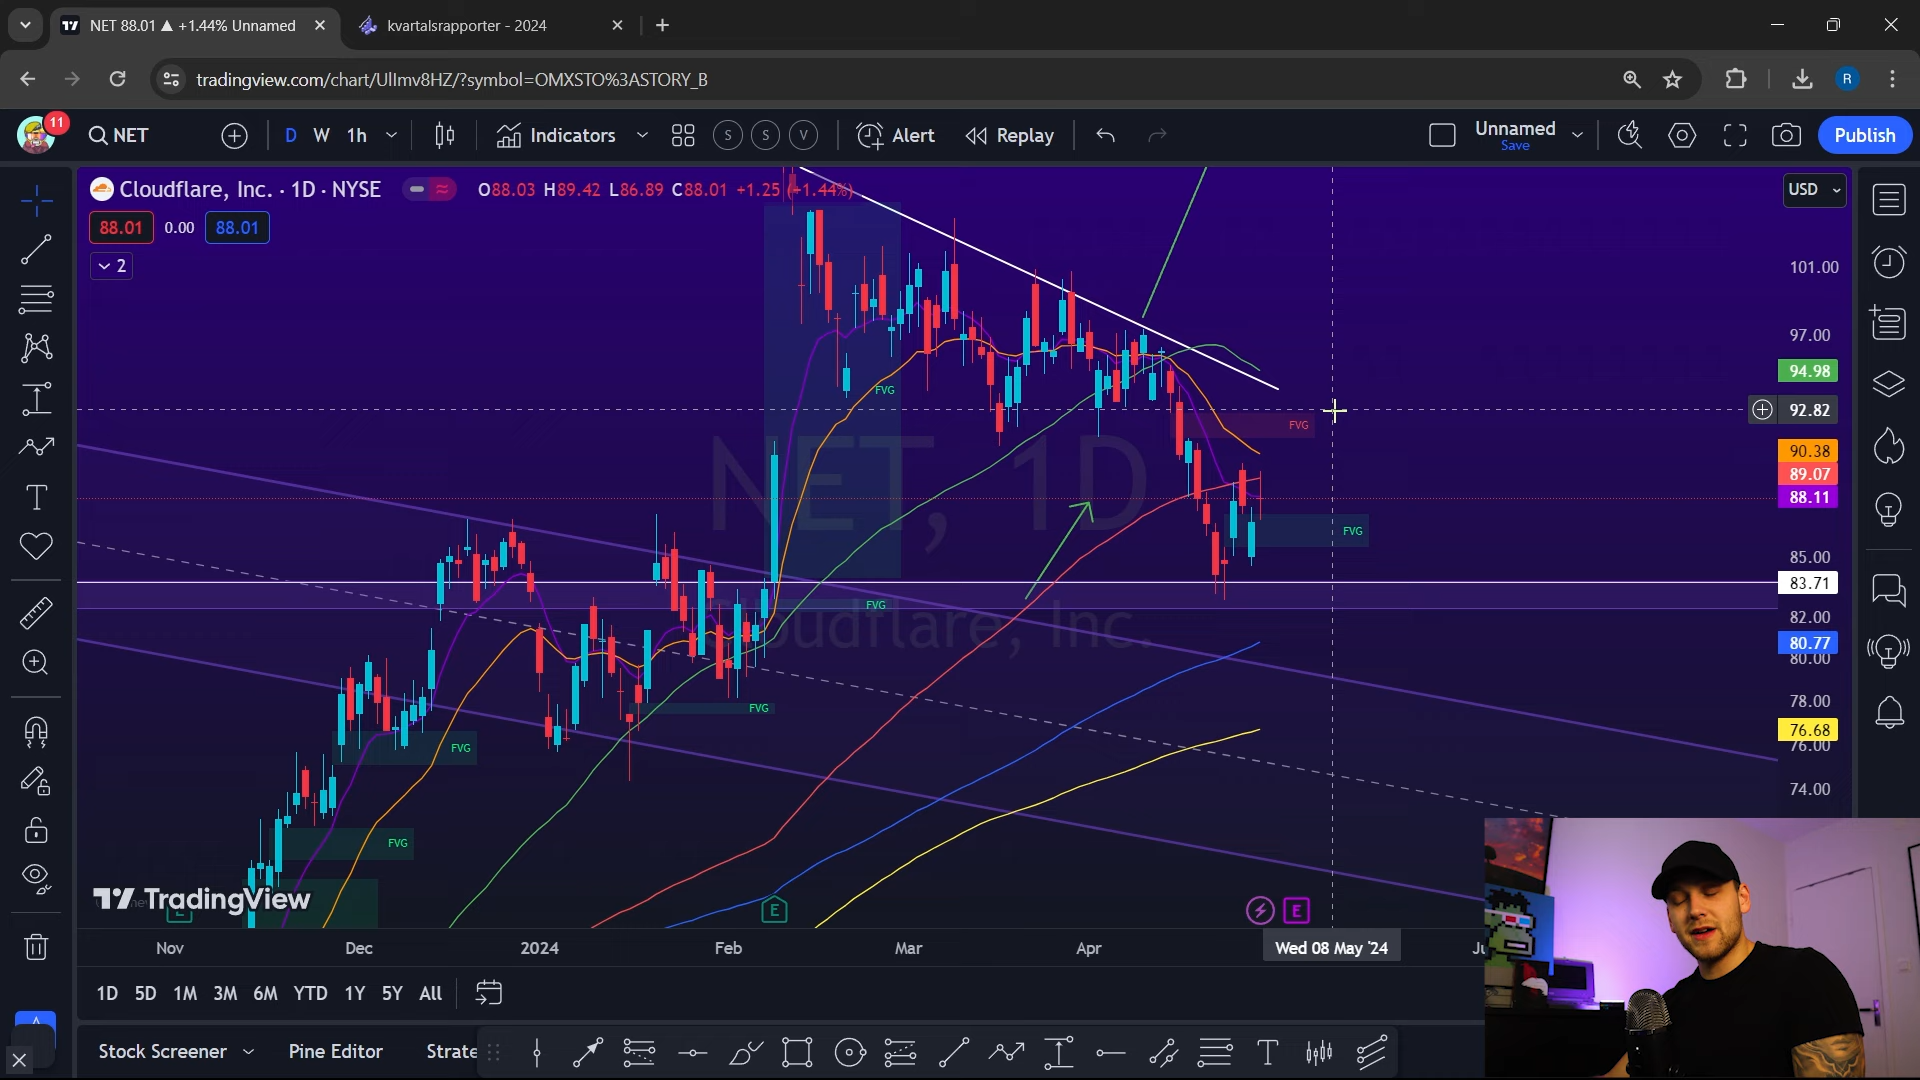 NET 88.01 ▲ +1.44% Unnamed
kvartalsrapporter - 2024
tradingview.com/chart/UlImv8HZ/?symbol=OMXSTO%3ASTORY_B
R
11
NET
D W 1h
Indicators
S S V
Alert
Replay
Unnamed
Save
Publish
Cloudflare, Inc. · 1D · NYSE
O88.03 H89.42 L86.89 C88.01 +1.25 (+1.44%)
USD
88.01 0.00 88.01
2
101.00
97.00
94.98
92.82
90.38
89.07
88.11
85.00
83.71
82.00
80.77
80.00
78.00
76.68
76.00
74.00
FVG
FVG
FVG
FVG
FVG
FVG
FVG
NET, 1D
Cloudflare, Inc.
TradingView
E
E
E
Nov Dec 2024 Feb Mar Apr Wed 08 May '24
1D 5D 1M 3M 6M YTD 1Y 5Y All
Stock Screener
Pine Editor
Strate